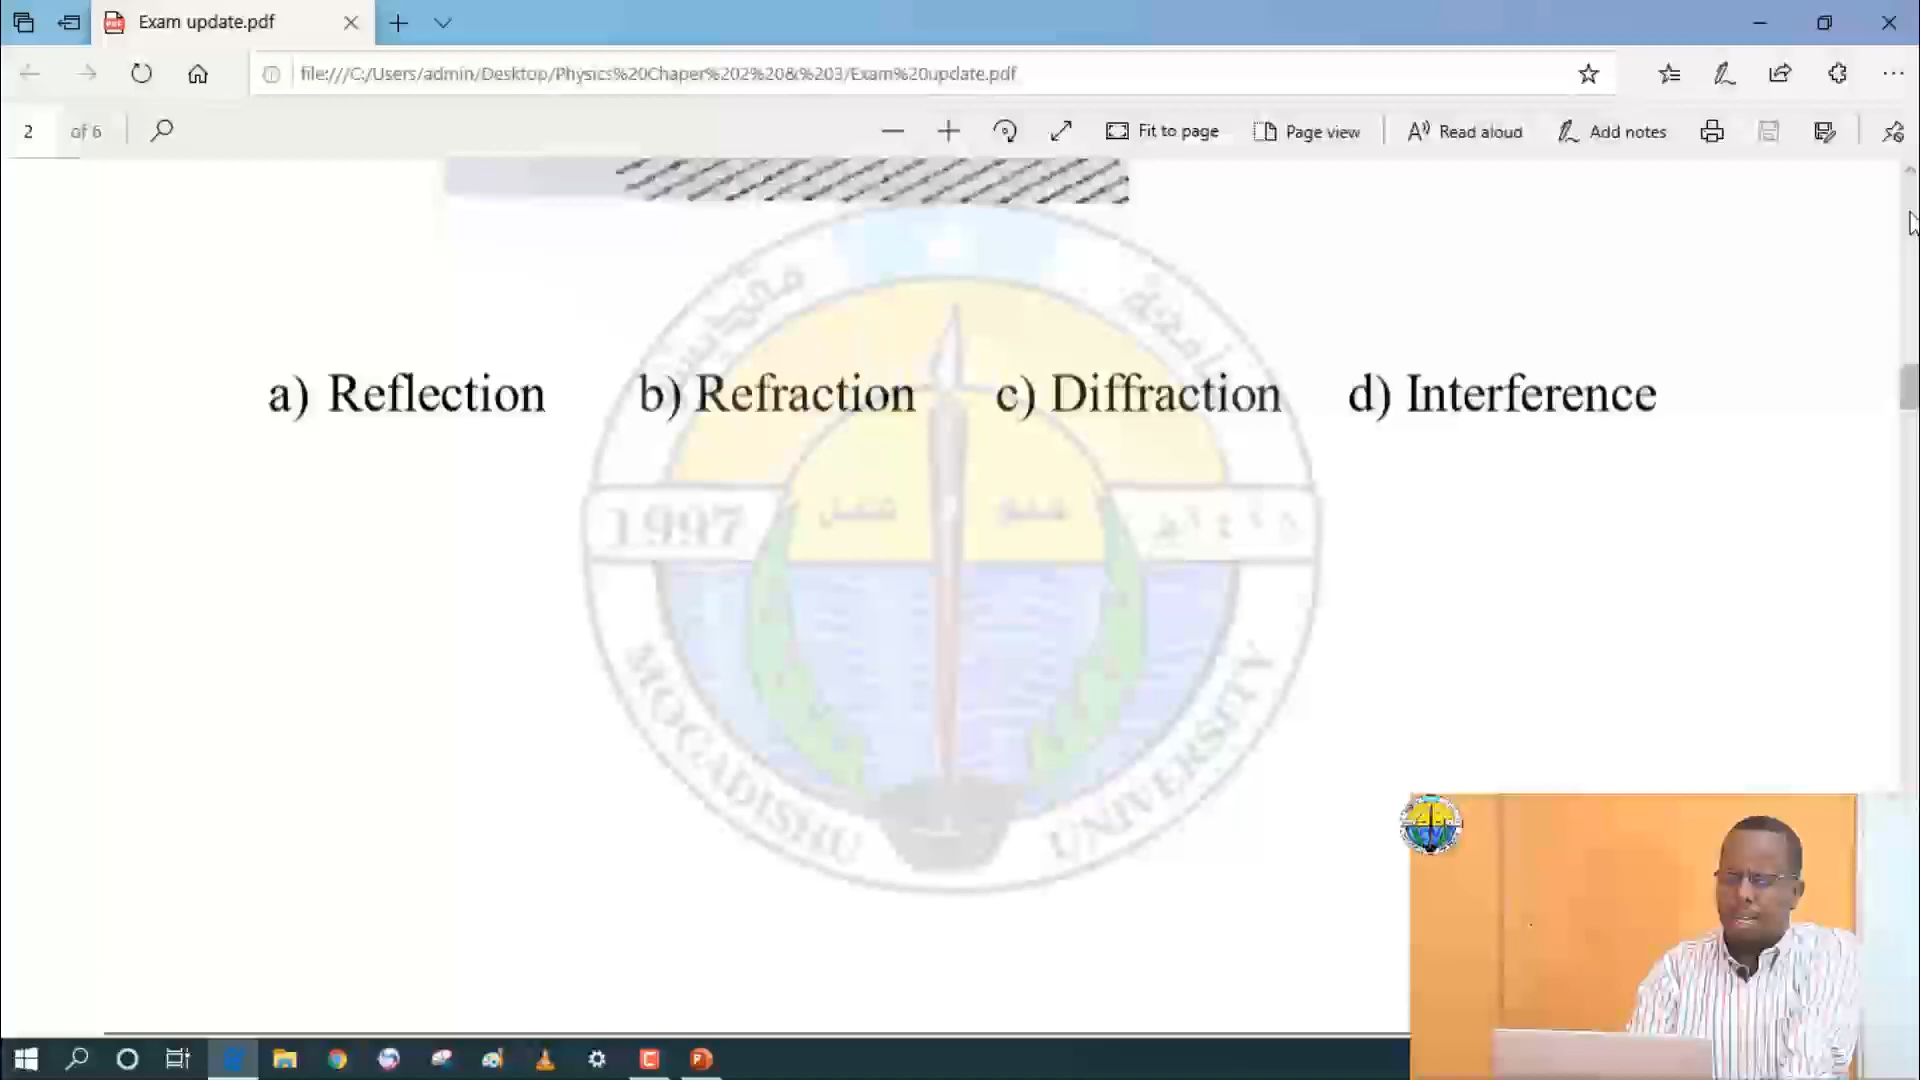 Exam update.pdf
file:///C:/Users/admin/Desktop/Physics%20Chaper%202%20&%203/Exam%20update.pdf
2 of 6
Fit to page
Page view
Read aloud
Add notes
a) Reflection b) Refraction c) Diffraction d) Interference
1997
MOGADISHU UNIVERSITY